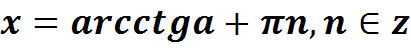 x = arcctga + πn, n ∈ z